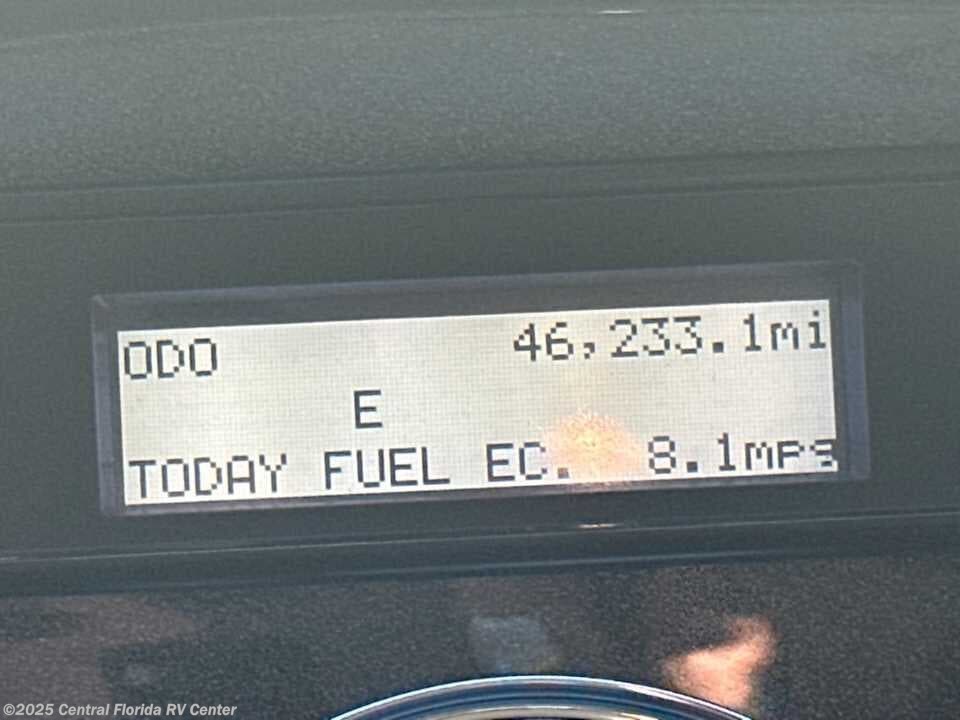 ODO 46,233.1mi
E
TODAY FUEL EC. 8.1mpg
©2025 Central Florida RV Center